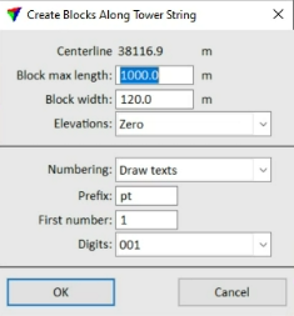 Create Blocks Along Tower String
Centerline 38116.9 m
Block max length: 1000.0 m
Block width: 120.0 m
Elevations: Zero
Numbering: Draw texts
Prefix: pt
First number: 1
Digits: 001
OK Cancel